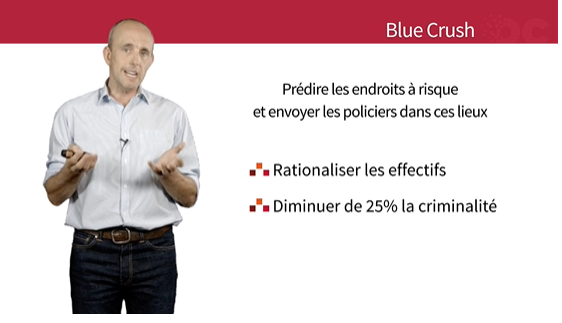 Blue Crush
Prédire les endroits à risque
et envoyer les policiers dans ces lieux
Rationaliser les effectifs
Diminuer de 25% la criminalité